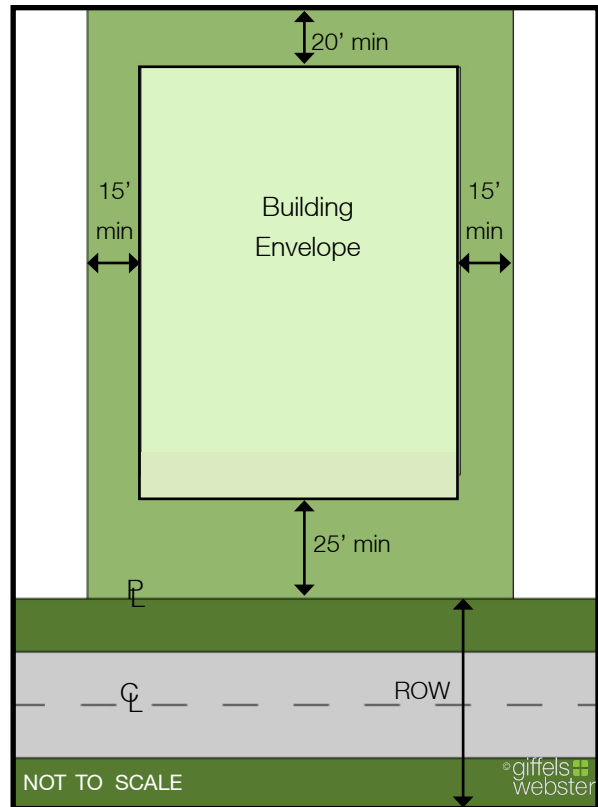 20’ min
15’
min
Building
Envelope
15’
min
25’ min
PL
CL
ROW
NOT TO SCALE
© giffels
webster